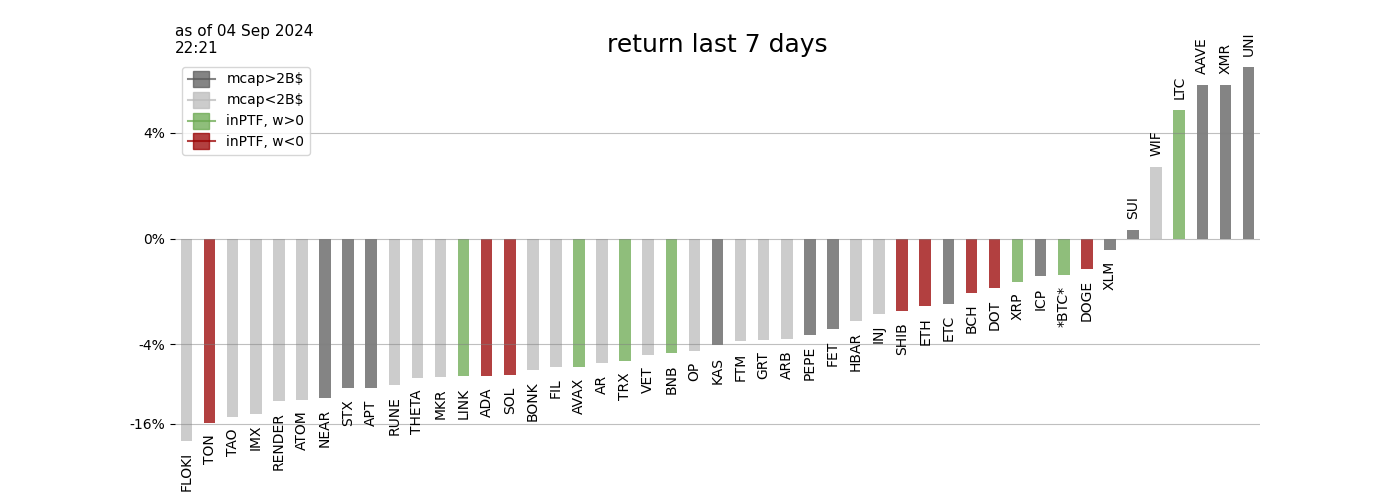 as of 04 Sep 2024
22:21
return last 7 days
mcap>2B$
mcap<2B$
inPTF, w>0
inPTF, w<0
4%
0%
-4%
-16%
FLOKI
TON
TAO
IMX
RENDER
ATOM
NEAR
STX
APT
RUNE
THETA
MKR
LINK
ADA
SOL
BONK
FIL
AVAX
AR
TRX
VET
BNB
OP
KAS
FTM
GRT
ARB
PEPE
FET
HBAR
INJ
SHIB
ETH
ETC
BCH
DOT
XRP
ICP
*BTC*
DOGE
XLM
SUI
WIF
LTC
AAVE
XMR
UNI